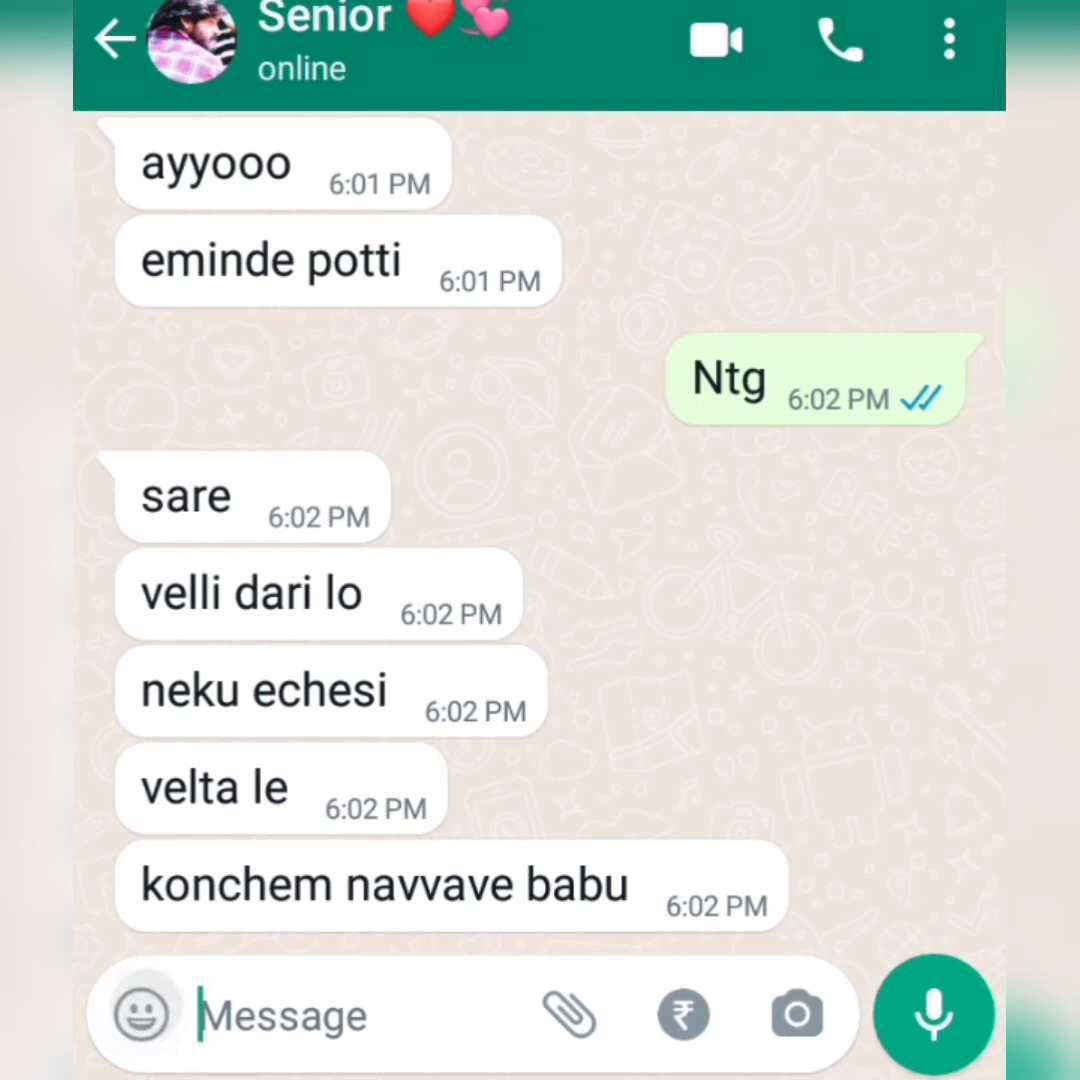 Senior ❤️💞
online
ayyooo 6:01 PM
eminde potti 6:01 PM
Ntg 6:02 PM
sare 6:02 PM
velli dari lo 6:02 PM
neku echesi 6:02 PM
velta le 6:02 PM
konchem navvave babu 6:02 PM
Message